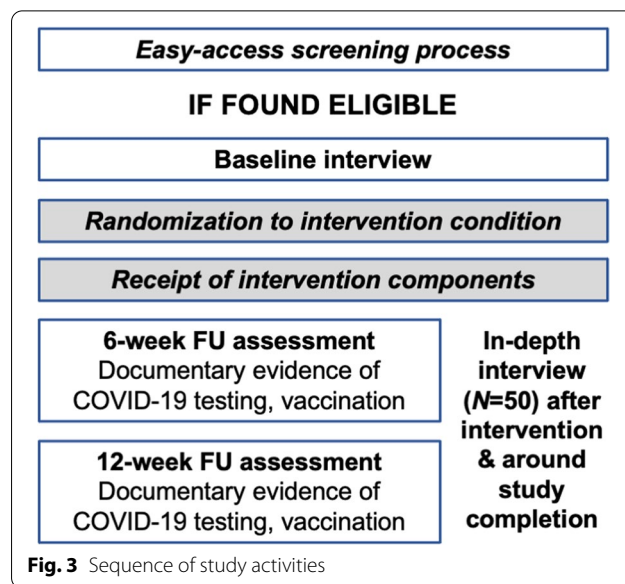 Easy-access screening process
IF FOUND ELIGIBLE
Baseline interview
Randomization to intervention condition
Receipt of intervention components
6-week FU assessment
Documentary evidence of
COVID-19 testing, vaccination
12-week FU assessment
Documentary evidence of
COVID-19 testing, vaccination
In-depth
interview
(N=50) after
intervention
& around
study
completion
Fig. 3 Sequence of study activities